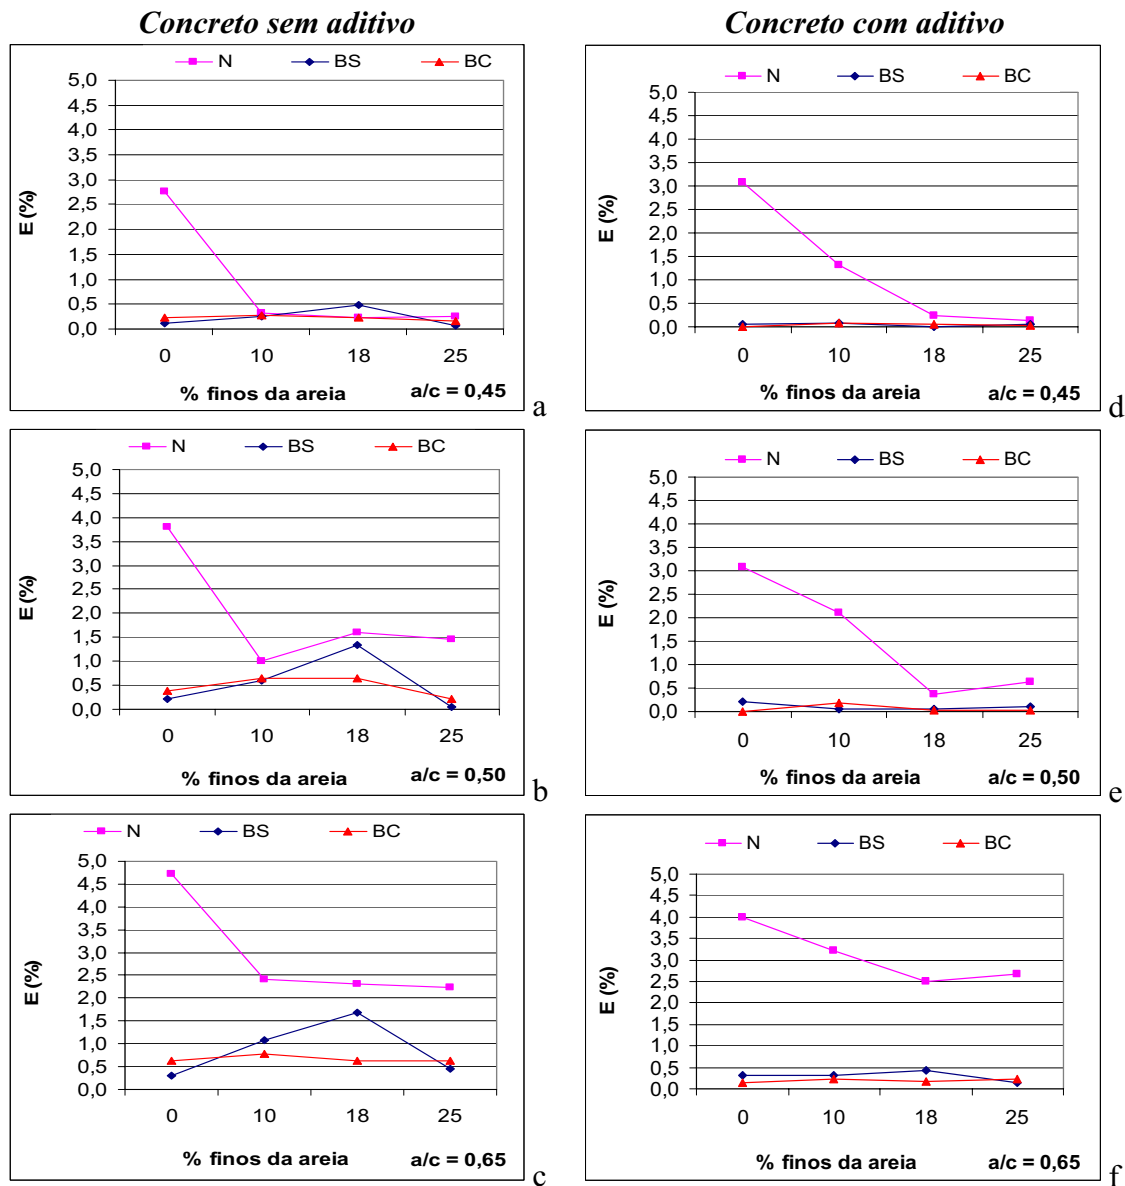 Concreto sem aditivo
Concreto com aditivo
N BS BC
5,0
4,5
4,0
3,5
3,0
2,5
2,0
1,5
1,0
0,5
0,0
E (%)
0 10 18 25
% finos da areia a/c = 0,45
a
N BS BC
5,0
4,5
4,0
3,5
3,0
2,5
2,0
1,5
1,0
0,5
0,0
E (%)
0 10 18 25
% finos da areia a/c = 0,45
d
N BS BC
5,0
4,5
4,0
3,5
3,0
2,5
2,0
1,5
1,0
0,5
0,0
E (%)
0 10 18 25
% finos da areia a/c = 0,50
b
N BS BC
5,0
4,5
4,0
3,5
3,0
2,5
2,0
1,5
1,0
0,5
0,0
E (%)
0 10 18 25
% finos da areia a/c = 0,50
e
N BS BC
5,0
4,5
4,0
3,5
3,0
2,5
2,0
1,5
1,0
0,5
0,0
E (%)
0 10 18 25
% finos da areia a/c = 0,65
c
N BS BC
5,0
4,5
4,0
3,5
3,0
2,5
2,0
1,5
1,0
0,5
0,0
E (%)
0 10 18 25
% finos da areia a/c = 0,65
f